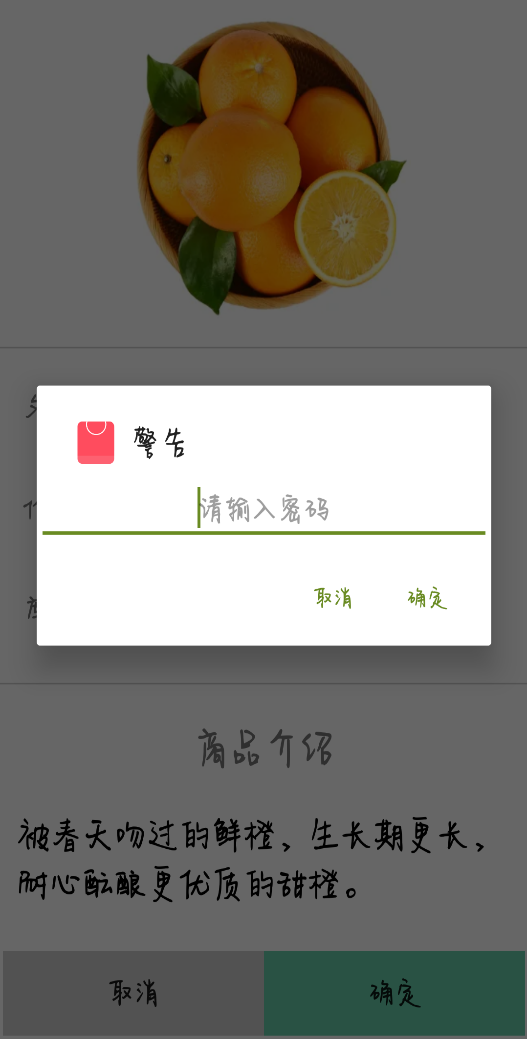 警告
请输入密码
取消
确定
商品介绍
被春天吻过的鲜橙，生长期更长，
耐心酝酿更优质的甜橙。
取消
确定